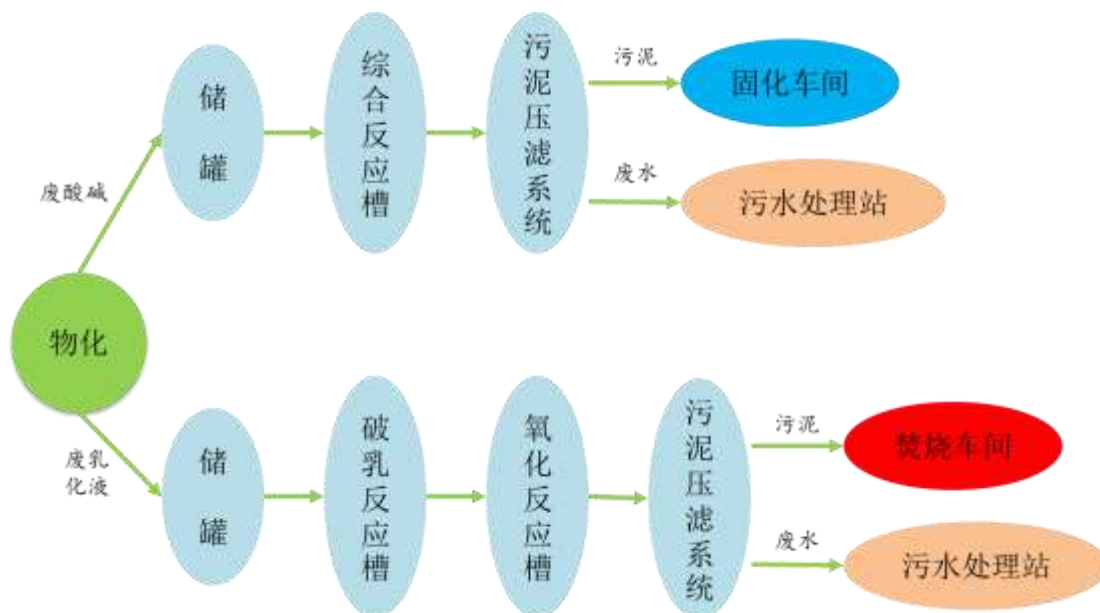 物化
废酸碱
储罐
综合反应槽
污泥压滤系统
污泥
固化车间
废水
污水处理站
废乳
化液
储罐
破乳反应槽
氧化反应槽
污泥压滤系统
污泥
焚烧车间
废水
污水处理站